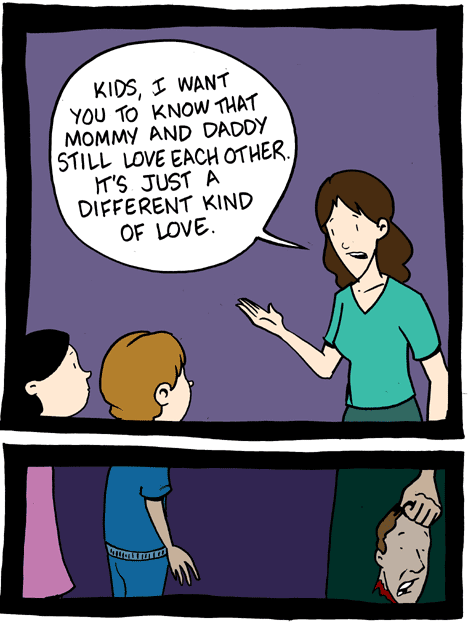 KIDS, I WANT
YOU TO KNOW THAT
MOMMY AND DADDY
STILL LOVE EACH OTHER.
IT'S JUST A
DIFFERENT KIND
OF LOVE.